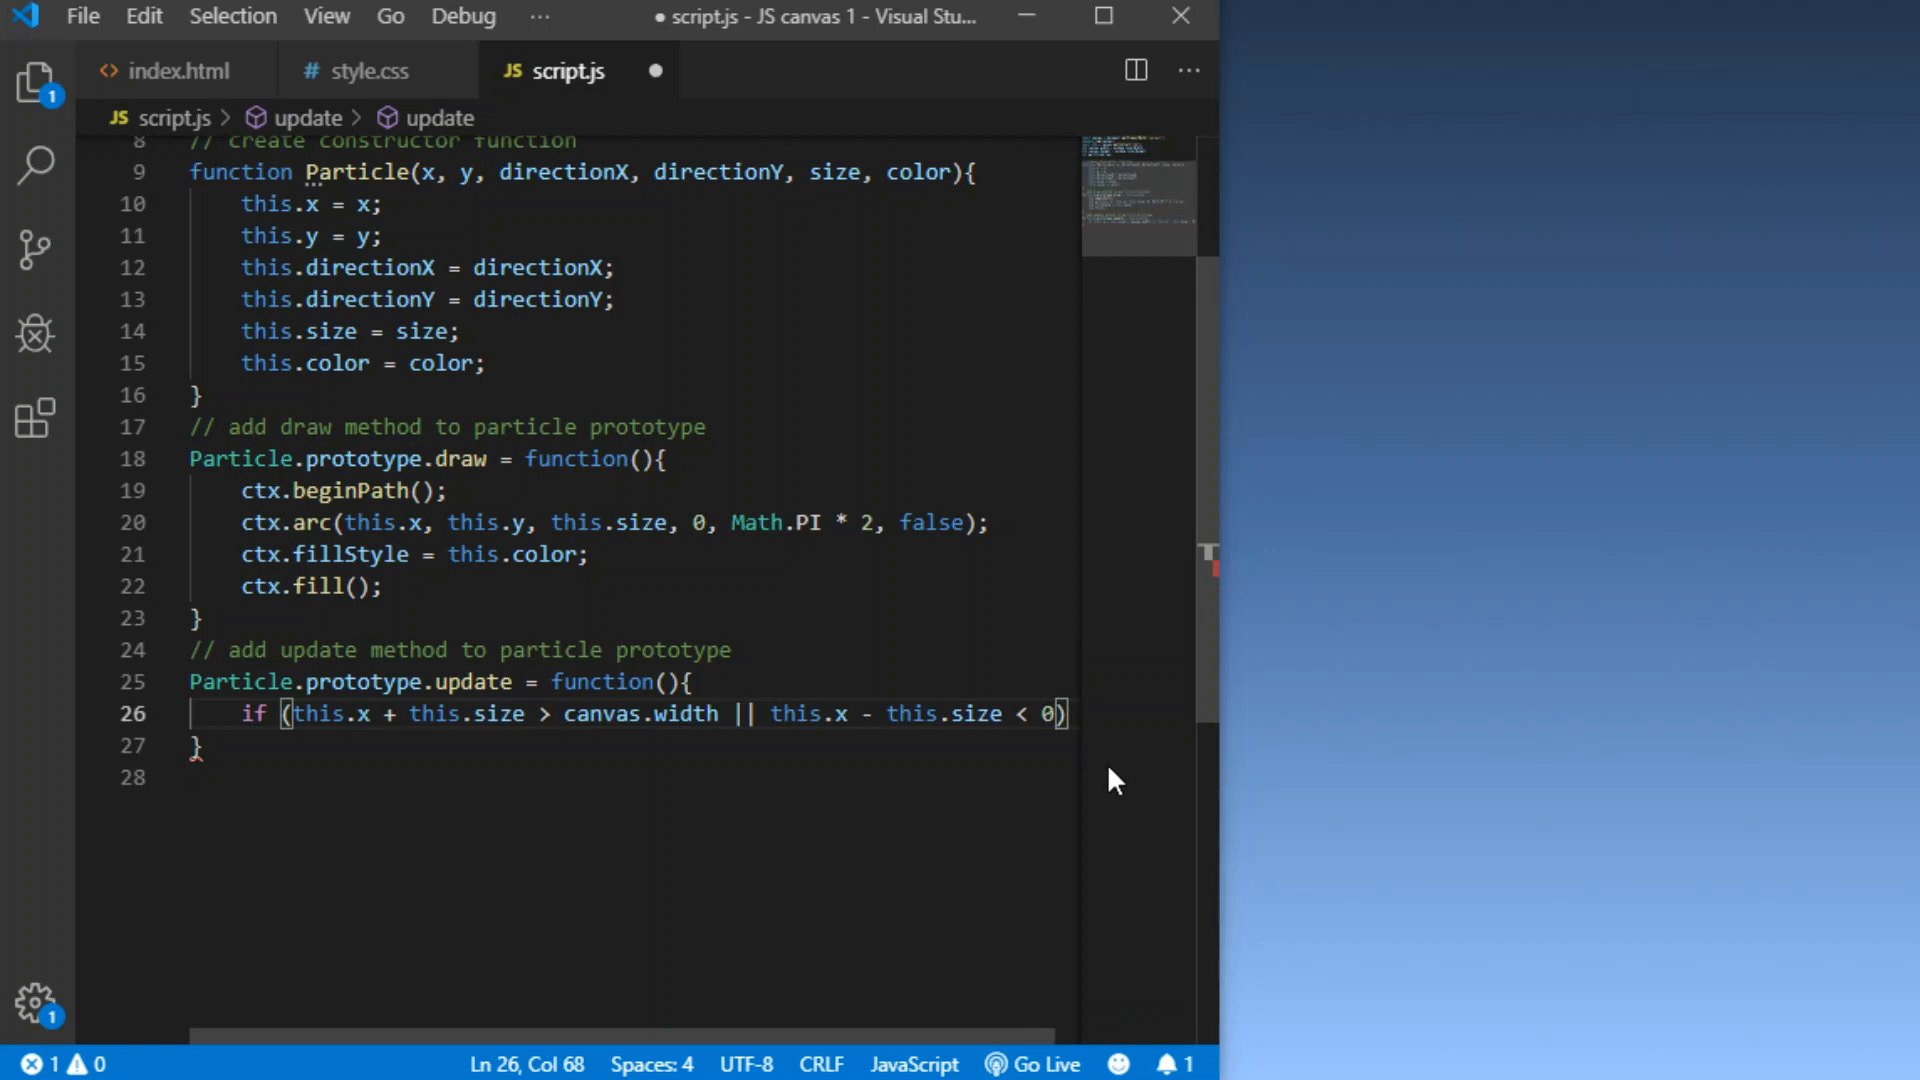 File Edit Selection View Go Debug ··· ● script.js - JS canvas 1 - Visual Stu...
index.html # style.css JS script.js ●
1
JS script.js > update > update
8 // create constructor function
9 function Particle(x, y, directionX, directionY, size, color){
10 this.x = x;
11 this.y = y;
12 this.directionX = directionX;
13 this.directionY = directionY;
14 this.size = size;
15 this.color = color;
16 }
17 // add draw method to particle prototype
18 Particle.prototype.draw = function(){
19 ctx.beginPath();
20 ctx.arc(this.x, this.y, this.size, 0, Math.PI * 2, false);
21 ctx.fillStyle = this.color;
22 ctx.fill();
23 }
24 // add update method to particle prototype
25 Particle.prototype.update = function(){
26 if (this.x + this.size > canvas.width || this.x - this.size < 0)
27 }
28
1
1 0 Ln 26, Col 68 Spaces: 4 UTF-8 CRLF JavaScript Go Live 1